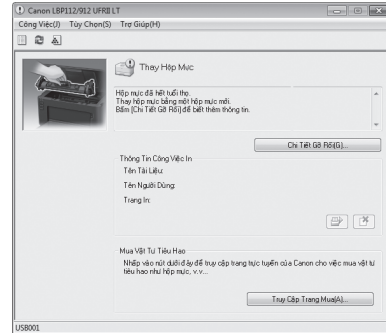 Canon LBP112/912 UFRII LT
Công Việc(J) Tùy Chọn(S) Trợ Giúp(H)
Thay Hộp Mực
Hộp mực đã hết tuổi thọ.
Thay hộp mực bằng một hộp mực mới.
Bấm [Chi Tiết Gỡ Rối] để biết thêm thông tin.
Chi Tiết Gỡ Rối(G)...
Thông Tin Công Việc In
Tên Tài Liệu:
Tên Người Dùng:
Trang In:
Mua Vật Tư Tiêu Hao
Nhấp vào nút dưới đây để truy cập trang trực tuyến của Canon cho việc mua vật tư
tiêu hao như hộp mực, v.v...
Truy Cập Trang Mua(A)...
USB001